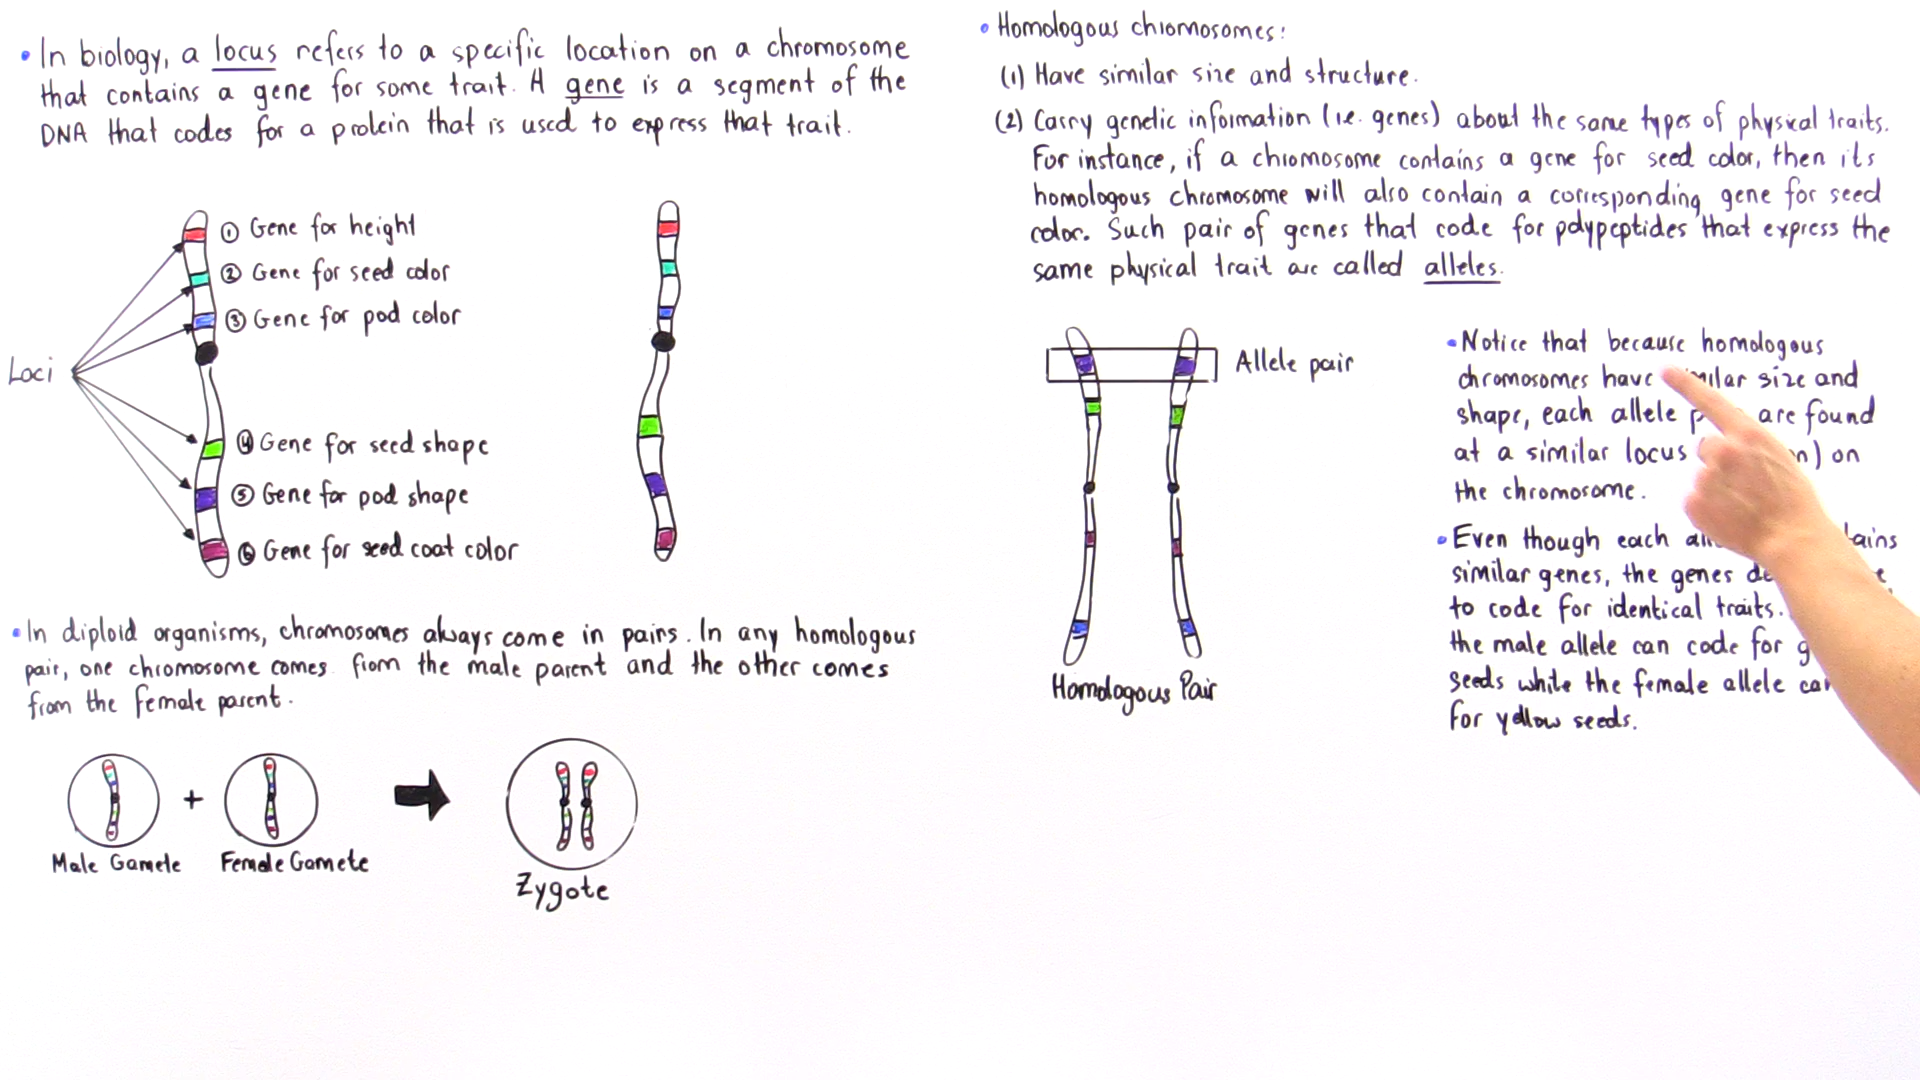 • In biology, a locus refers to a specific location on a chromosome
that contains a gene for some trait. A gene is a segment of the
DNA that codes for a protein that is used to express that trait.
① Gene for height
② Gene for seed color
③ Gene for pod color
Loci
④ Gene for seed shape
⑤ Gene for pod shape
⑥ Gene for seed coat color
• In diploid organisms, chromosomes always come in pairs. In any homologous
pair, one chromosome comes from the male parent and the other comes
from the female parent.
+
Male Gamete
Female Gamete
Zygote
• Homologous chromosomes:
(1) Have similar size and structure.
(2) Carry genetic information (i.e. genes) about the same types of physical traits.
For instance, if a chromosome contains a gene for seed color, then its
homologous chromosome will also contain a corresponding gene for seed
color. Such pair of genes that code for polypeptides that express the
same physical trait are called alleles.
Allele pair
Homologous Pair
• Notice that because homologous
chromosomes have size and
shape, each allele are found
at a similar locus on
the chromosome.
• Even though each
similar genes, the genes
to code for identical traits.
the male allele can code for
seeds while the female allele
for yellow seeds.